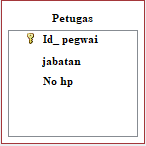 Petugas
Id_ pegwai
jabatan
No hp